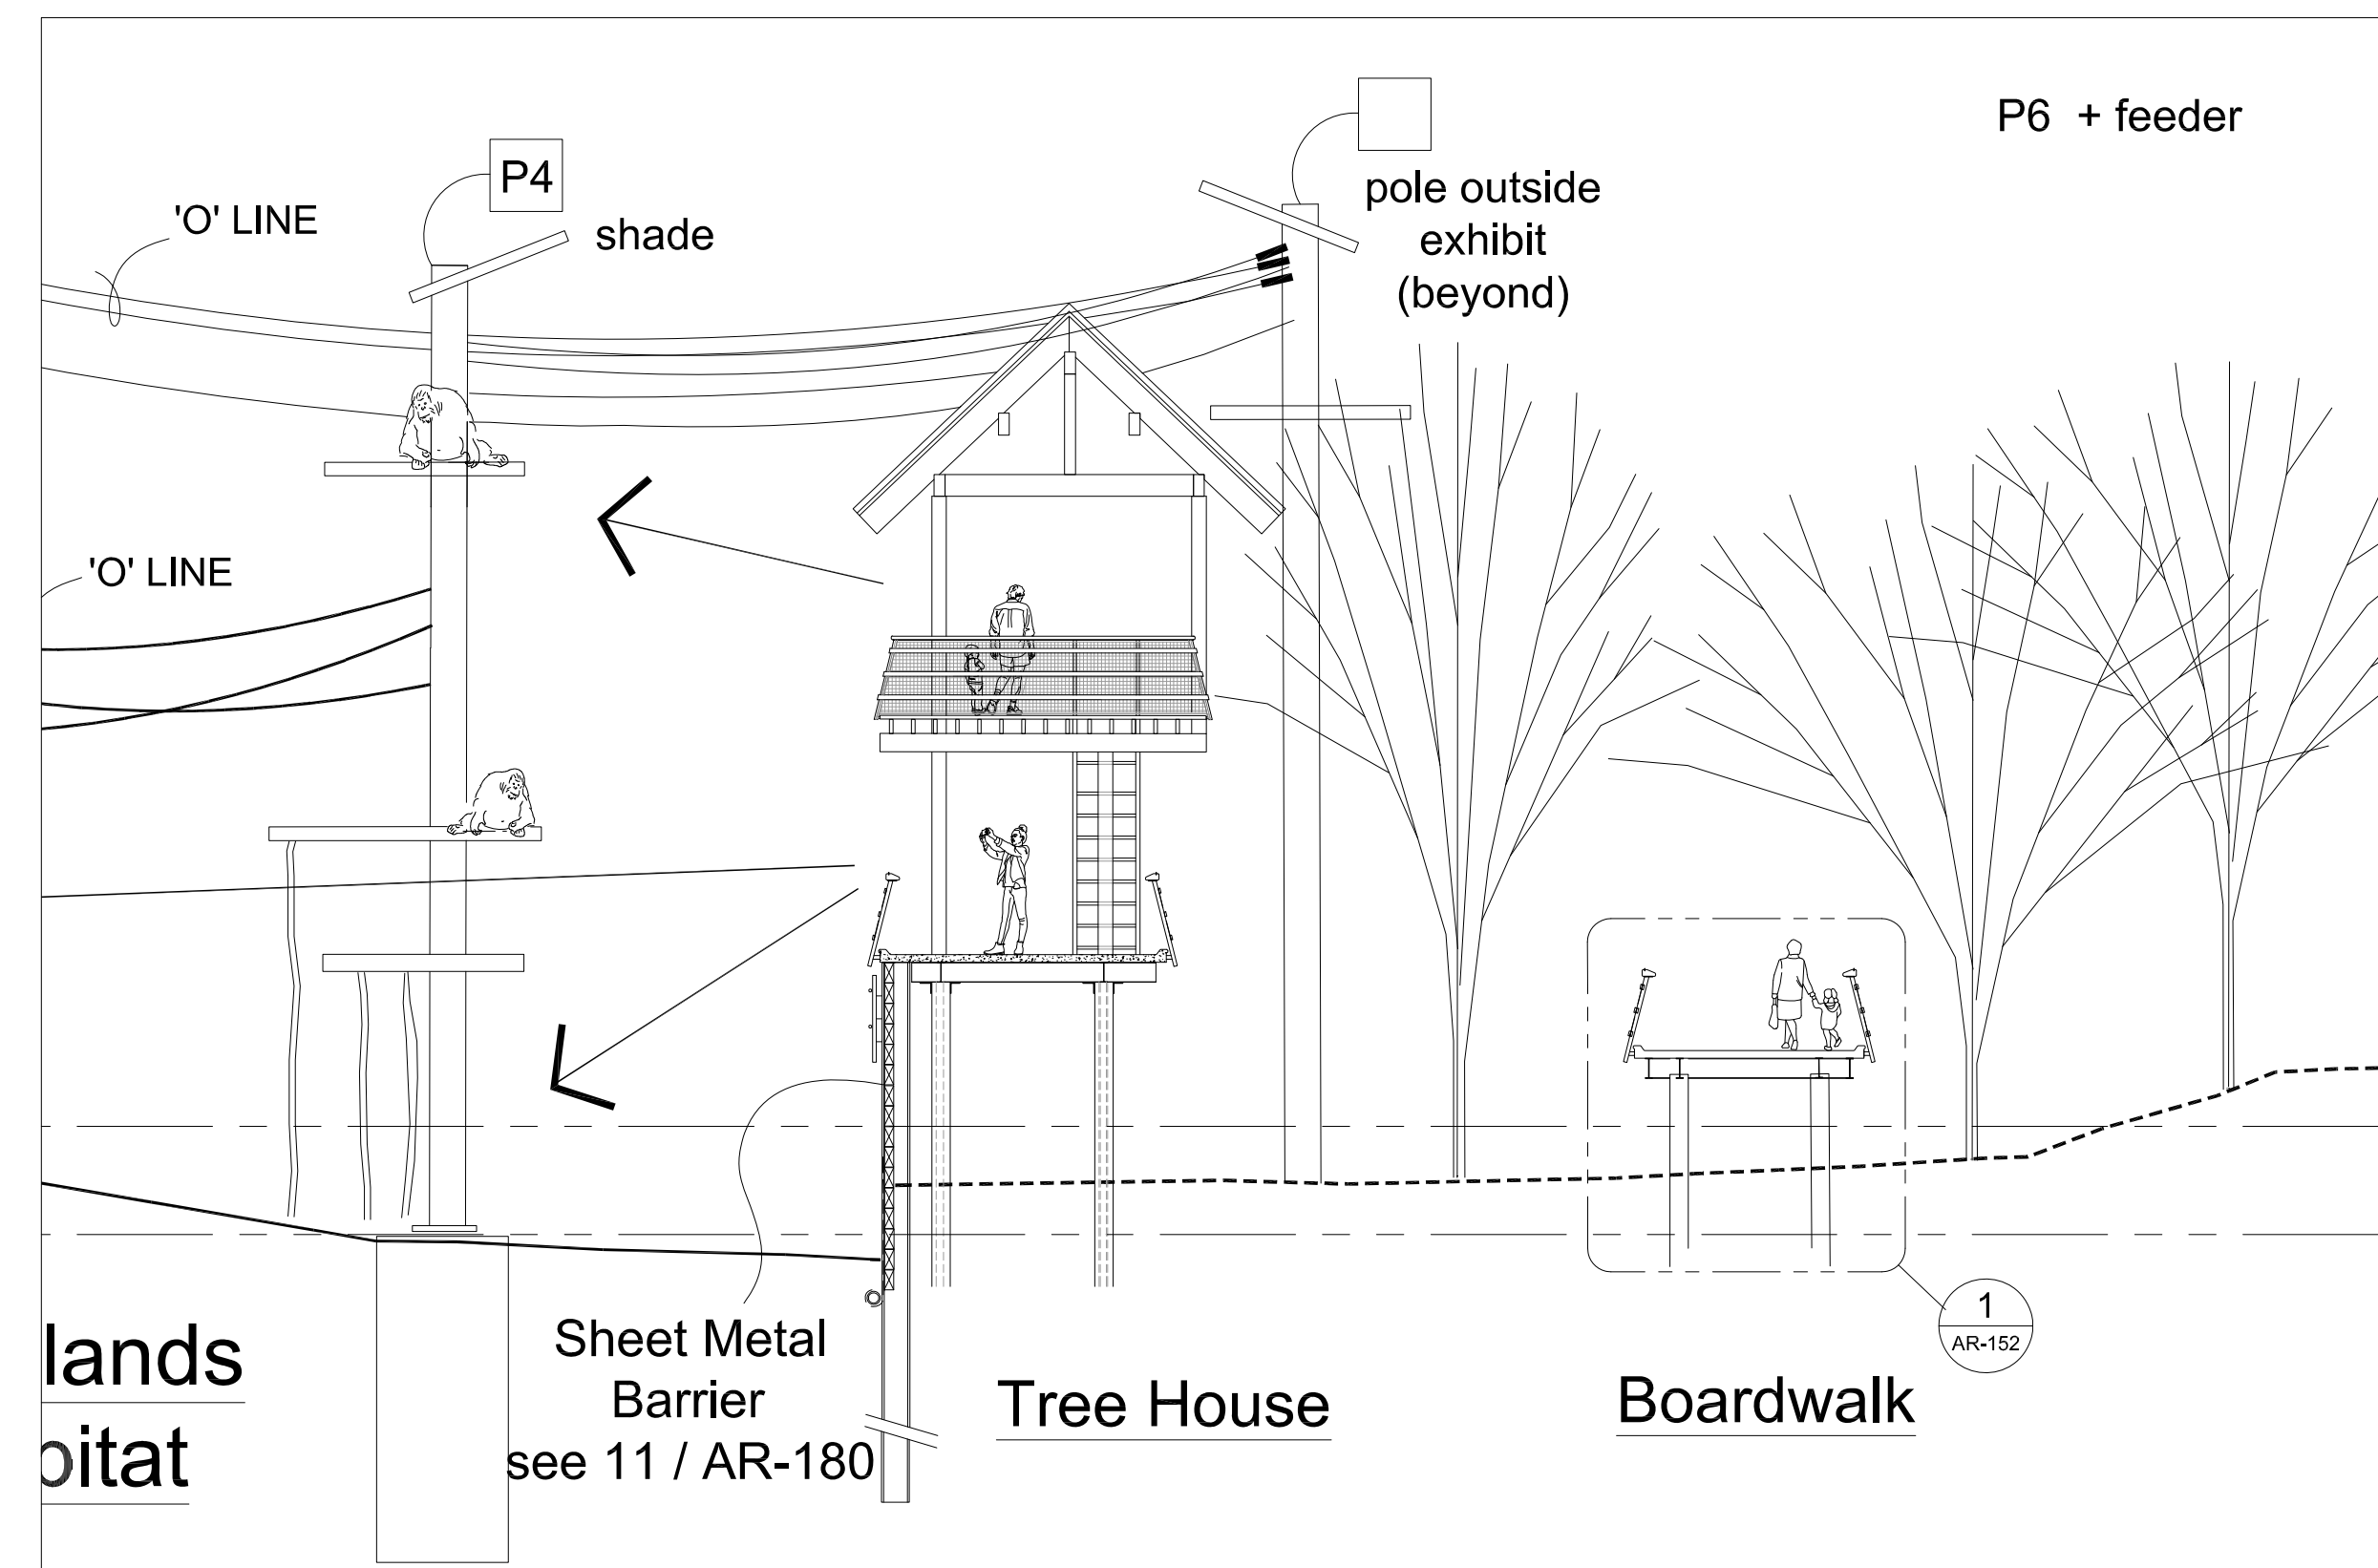 P6 + feeder
P4
'O' LINE
shade
pole outside
exhibit
(beyond)
'O' LINE
Sheet Metal
Barrier
see 11 / AR-180
lands
bitat
Tree House
Boardwalk
1
AR-152